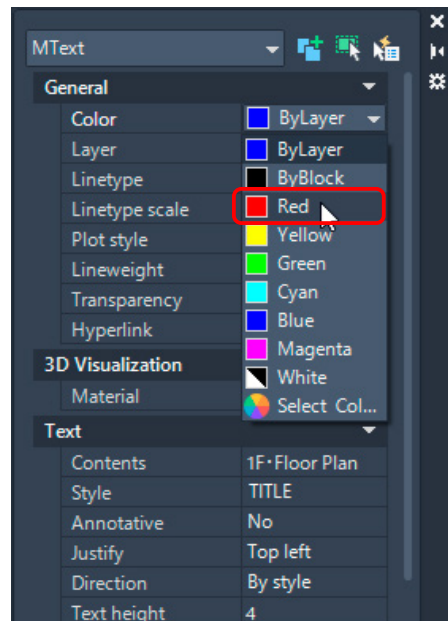 MText
General
Color ByLayer
Layer ByLayer
Linetype ByBlock
Linetype scale Red
Plot style Yellow
Lineweight Green
Transparency Cyan
Hyperlink Blue
Magenta
3D Visualization
White
Material
Select Col...
Text
Contents 1F·Floor Plan
Style TITLE
Annotative No
Justify Top left
Direction By style
Text height 4